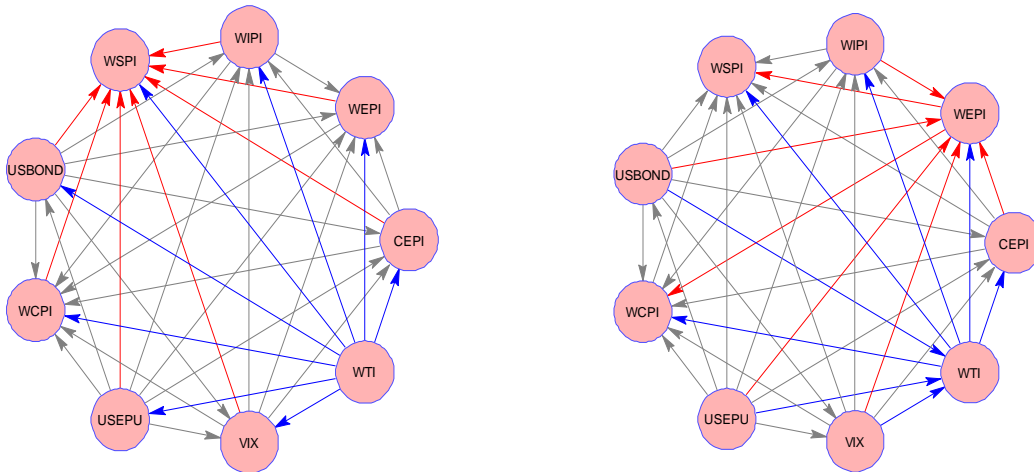 WIPI
WSPI
WEPI
USBOND
CEPI
WCPI
WTI
USEPU
VIX
WIPI
WSPI
WEPI
USBOND
CEPI
WCPI
WTI
USEPU
VIX